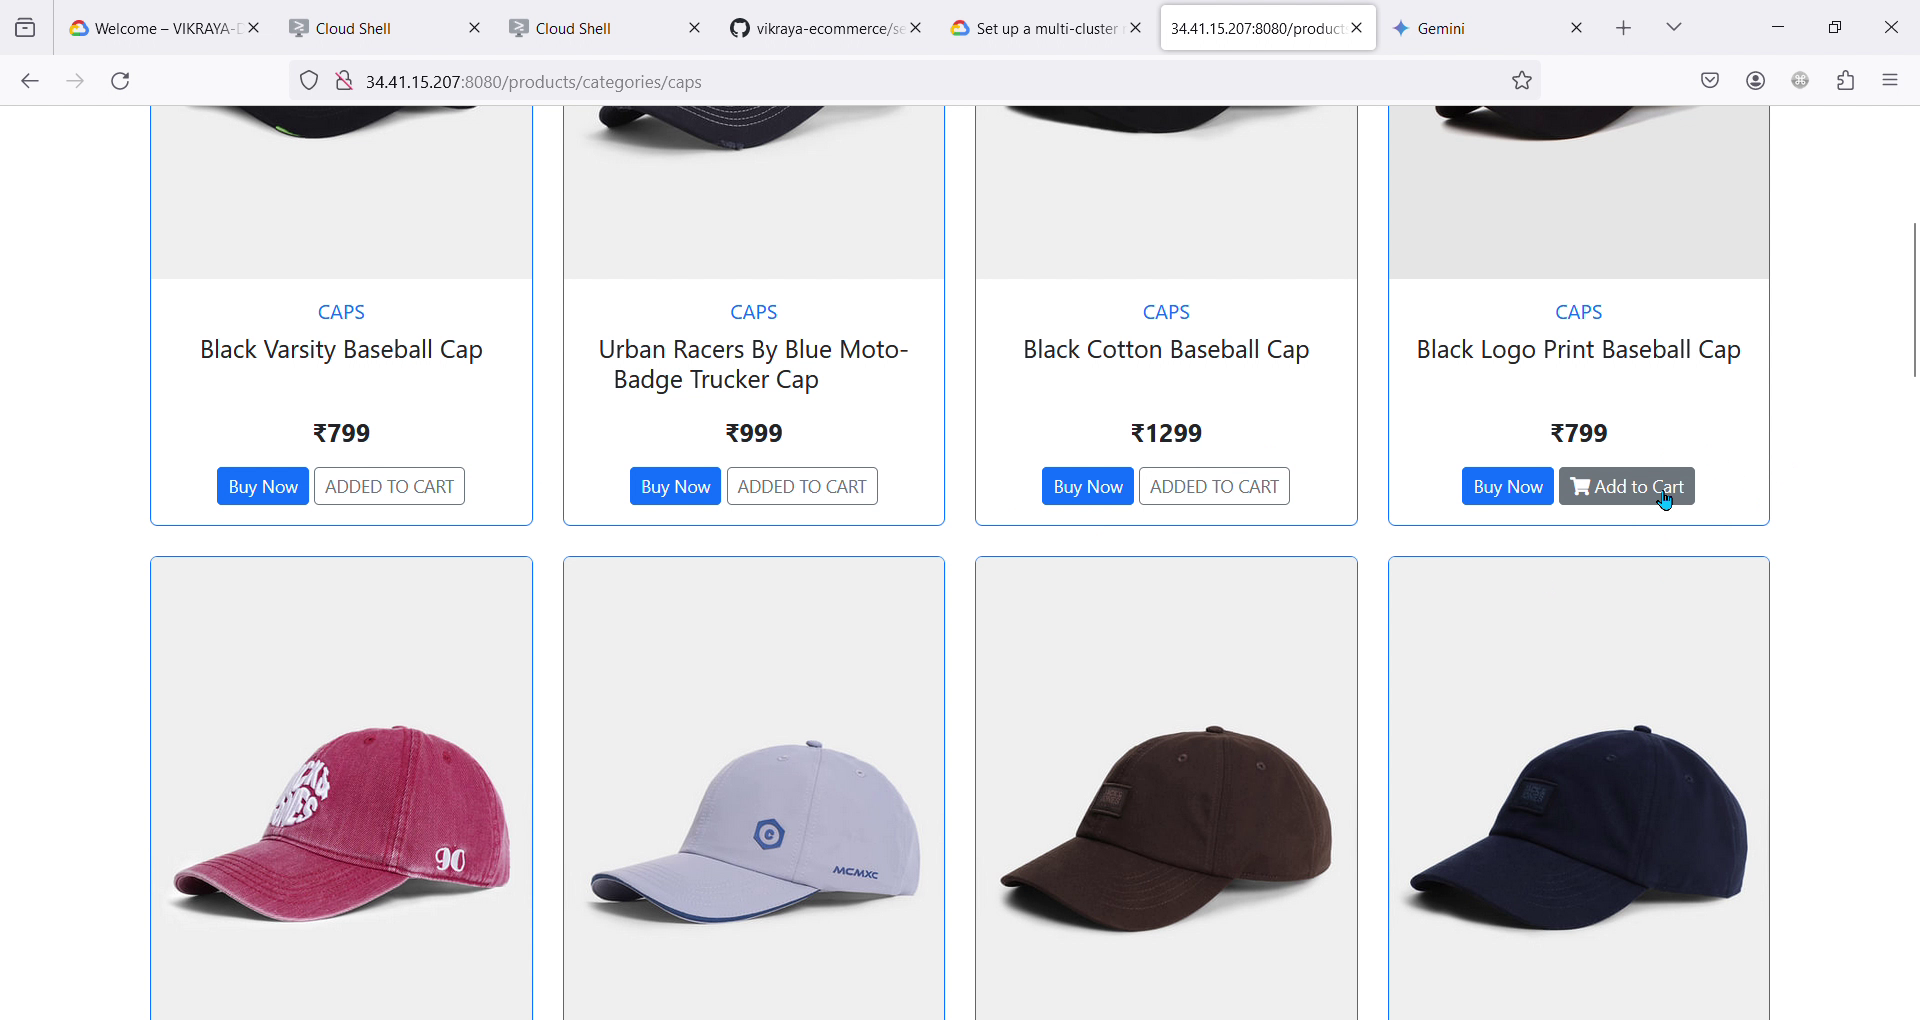 Welcome – VIKRAYA-D
Cloud Shell
Cloud Shell
vikraya-ecommerce/se
Set up a multi-cluster
34.41.15.207:8080/product
Gemini
34.41.15.207:8080/products/categories/caps
CAPS
CAPS
CAPS
CAPS
Black Varsity Baseball Cap
Urban Racers By Blue Moto-
Badge Trucker Cap
Black Cotton Baseball Cap
Black Logo Print Baseball Cap
₹799
₹999
₹1299
₹799
Buy Now ADDED TO CART
Buy Now ADDED TO CART
Buy Now ADDED TO CART
Buy Now Add to Cart
90
C
MCMXC